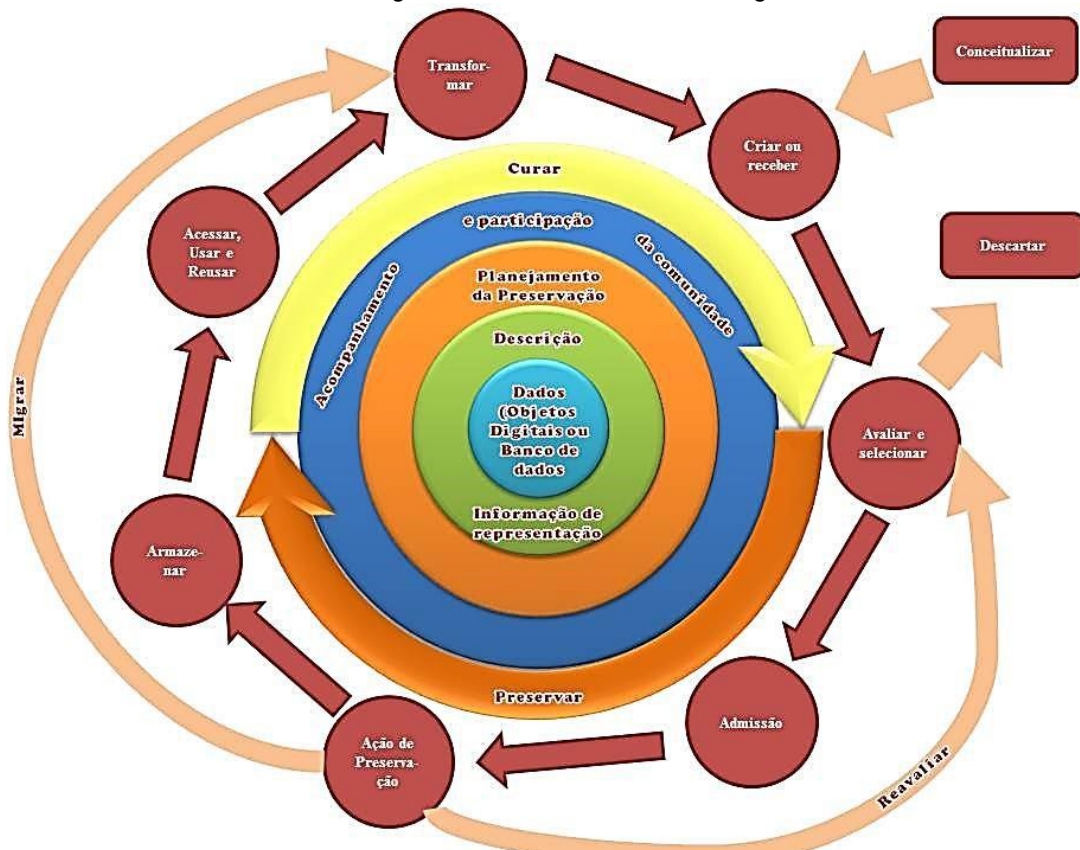 Transfor-
mar
Conceitualizar
Criar ou
receber
Curar
Acessar,
Usar e
Reusar
e participação
da comunidade
Acompanhamento
Descartar
Planejamento
da Preservação
Descrição
Dados
(Objetos
Digitais ou
Banco de
dados
MIgrar
Avaliar e
selecionar
Informação de
representação
Armaze-
nar
Preservar
Admissão
Ação de
Preserva-
ção
Reavaliar